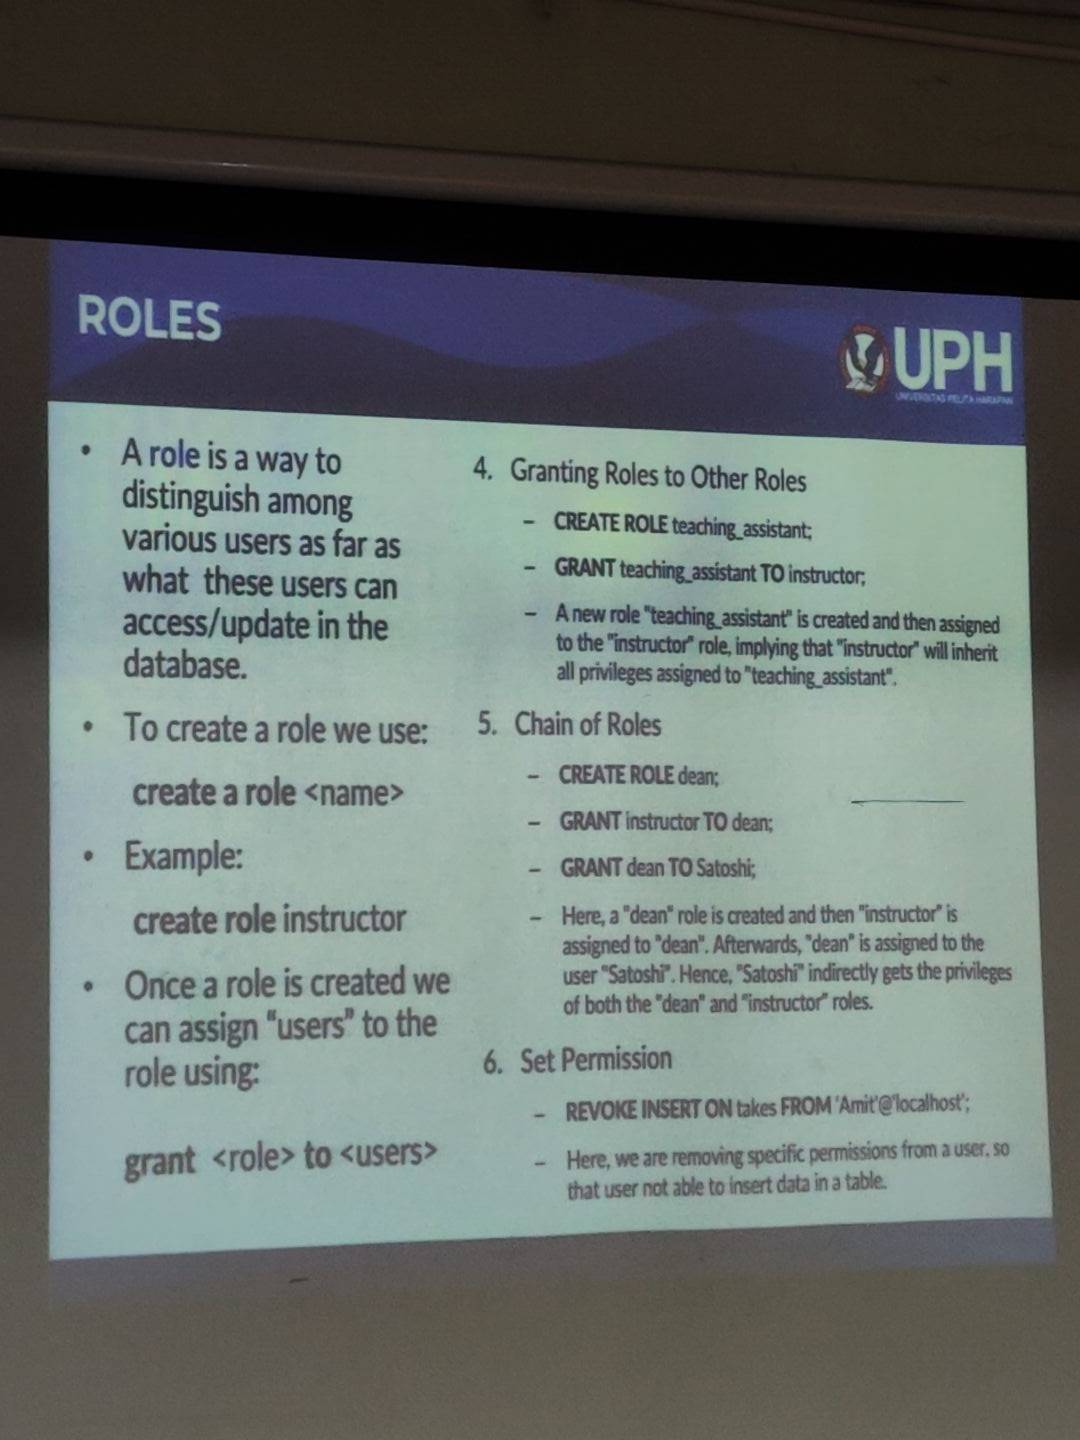 ROLES
UPH
UNIVERSITAS PELITA HARAPAN
• A role is a way to
distinguish among
various users as far as
what these users can
access/update in the
database.
• To create a role we use:
create a role <name>
• Example:
create role instructor
• Once a role is created we
can assign "users" to the
role using:
grant <role> to <users>
4. Granting Roles to Other Roles
– CREATE ROLE teaching_assistant;
– GRANT teaching_assistant TO instructor;
– A new role "teaching_assistant" is created and then assigned
to the "instructor" role, implying that "instructor" will inherit
all privileges assigned to "teaching_assistant".
5. Chain of Roles
– CREATE ROLE dean;
– GRANT instructor TO dean;
– GRANT dean TO Satoshi;
– Here, a "dean" role is created and then "instructor" is
assigned to "dean". Afterwards, "dean" is assigned to the
user "Satoshi". Hence, "Satoshi" indirectly gets the privileges
of both the "dean" and "instructor" roles.
6. Set Permission
– REVOKE INSERT ON takes FROM 'Amit'@'localhost';
– Here, we are removing specific permissions from a user, so
that user not able to insert data in a table.